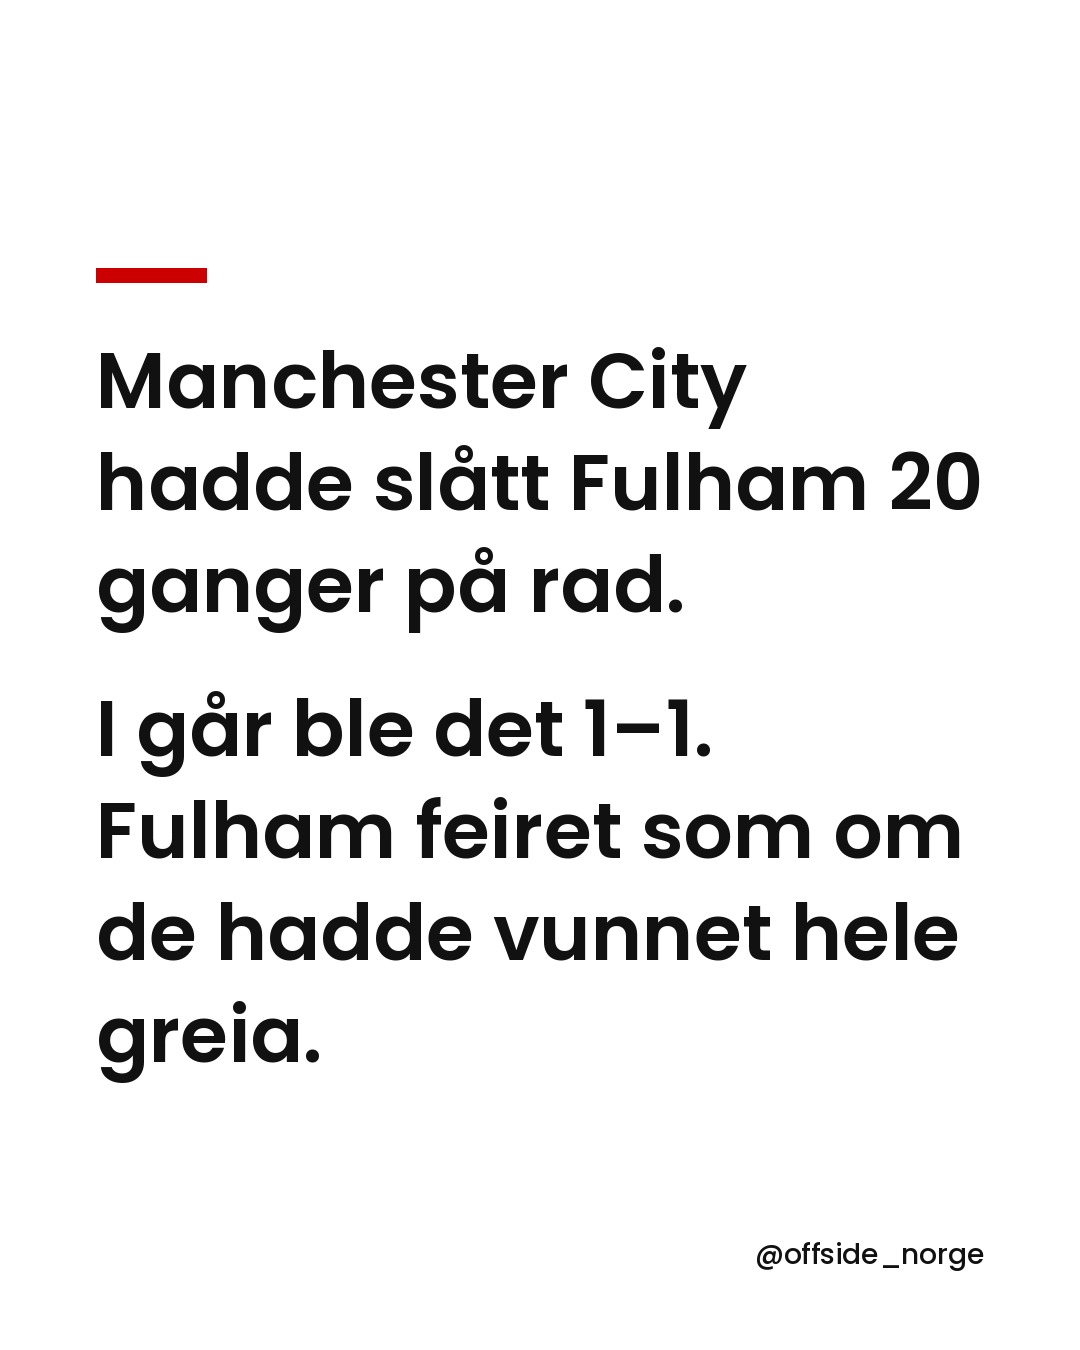 Manchester City
hadde slått Fulham 20
ganger på rad.
I går ble det 1–1.
Fulham feiret som om
de hadde vunnet hele
greia.
@offside_norge